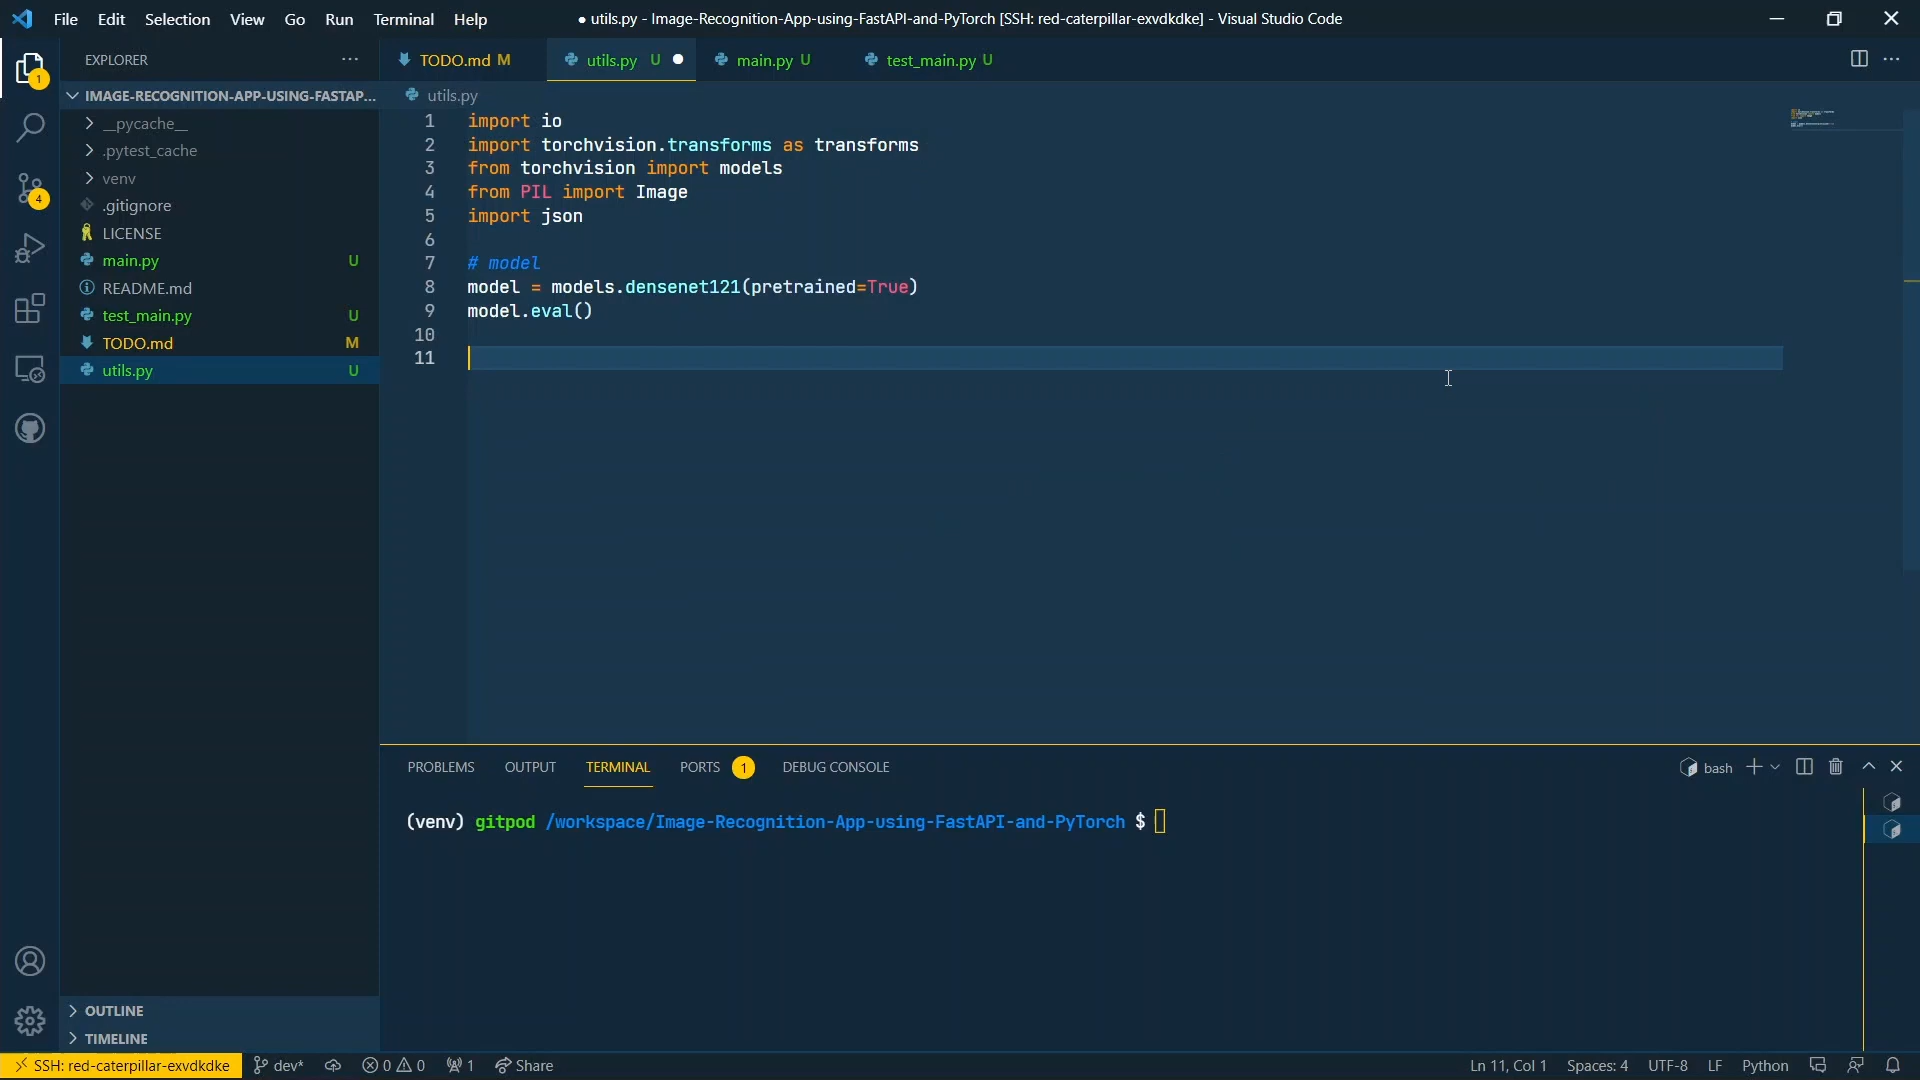 File Edit Selection View Go Run Terminal Help
● utils.py - Image-Recognition-App-using-FastAPI-and-PyTorch [SSH: red-caterpillar-exvdkdke] - Visual Studio Code
EXPLORER
TODO.md M
utils.py U
main.py U
test_main.py U
IMAGE-RECOGNITION-APP-USING-FASTAP...
__pycache__
.pytest_cache
venv
.gitignore
LICENSE
main.py U
README.md
test_main.py U
TODO.md M
utils.py U
1
4
OUTLINE
TIMELINE
utils.py
1 import io
2 import torchvision.transforms as transforms
3 from torchvision import models
4 from PIL import Image
5 import json
6
7 # model
8 model = models.densenet121(pretrained=True)
9 model.eval()
10
11
PROBLEMS OUTPUT TERMINAL PORTS 1 DEBUG CONSOLE
bash
(venv) gitpod /workspace/Image-Recognition-App-using-FastAPI-and-PyTorch $
SSH: red-caterpillar-exvdkdke dev* 0 0 1 Share
Ln 11, Col 1 Spaces: 4 UTF-8 LF Python